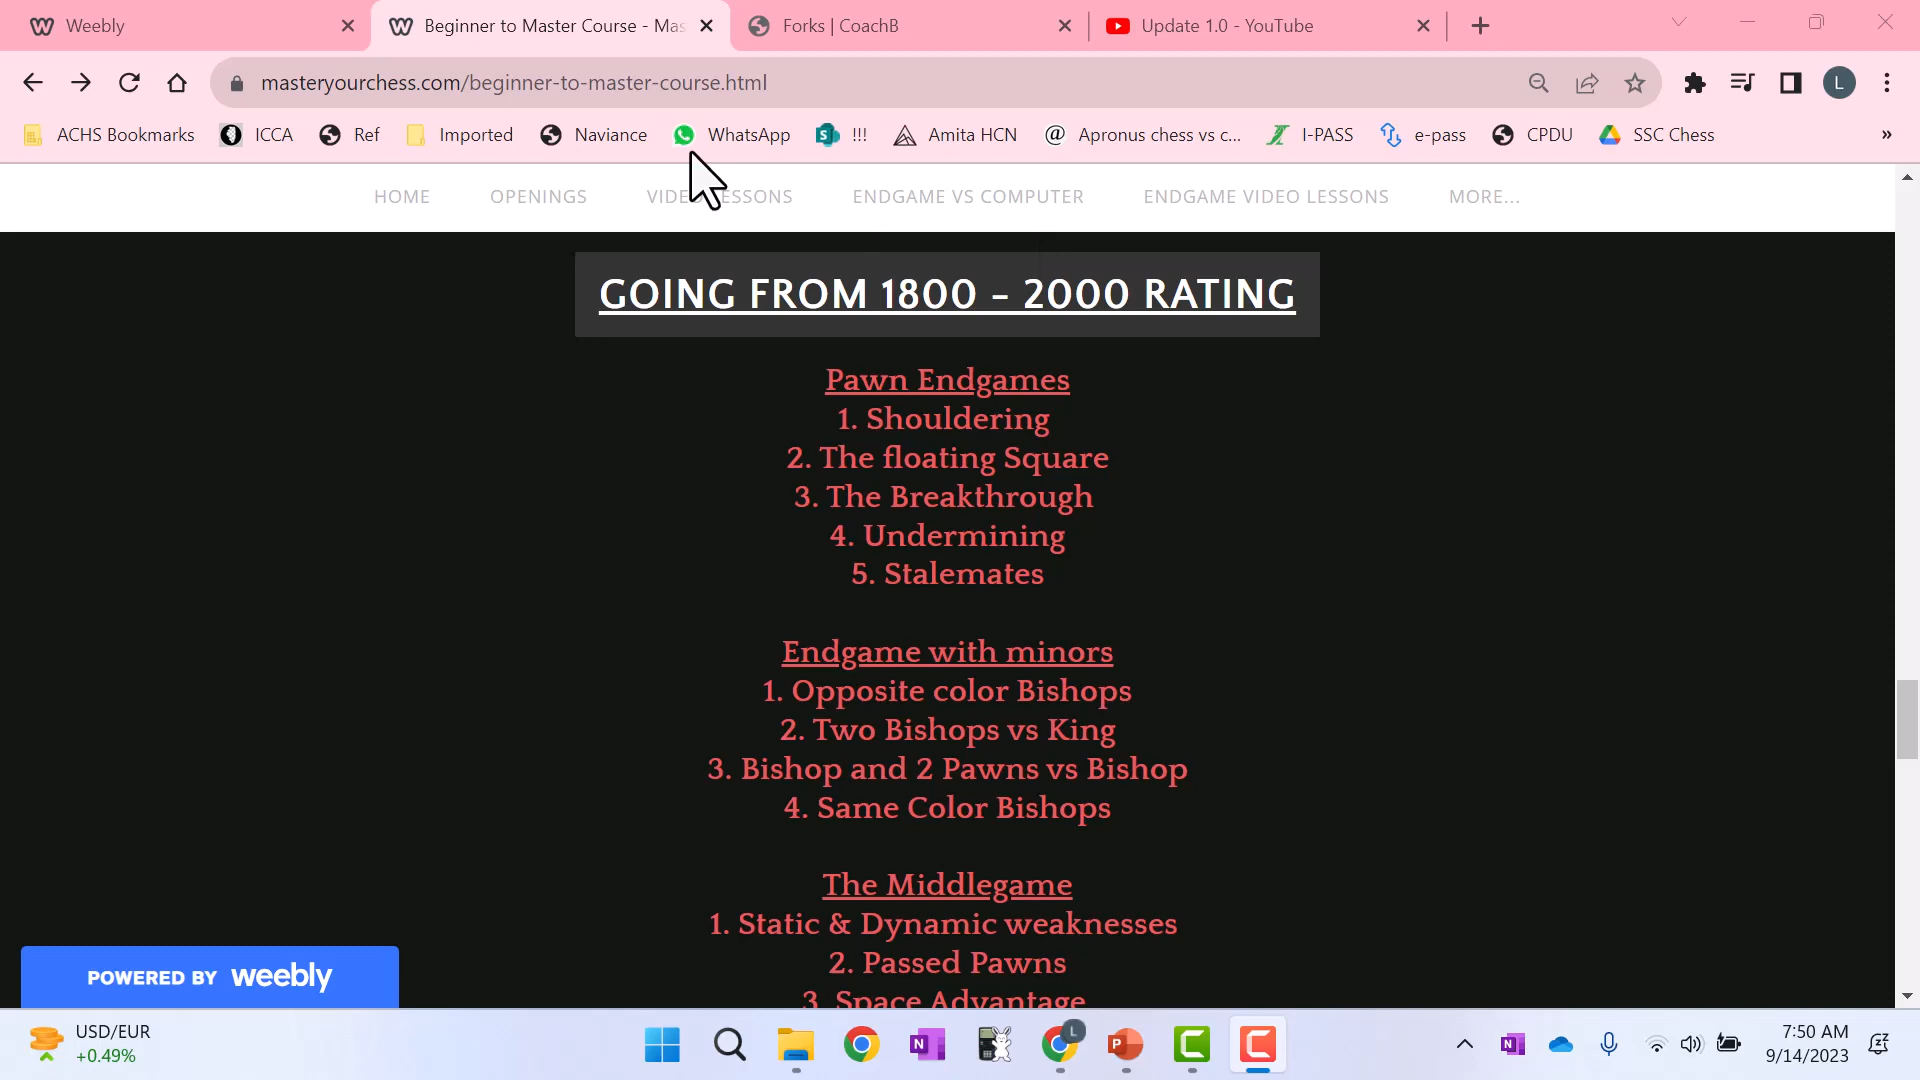 Weebly
Beginner to Master Course - Mas
Forks | CoachB
Update 1.0 - YouTube
masteryourchess.com/beginner-to-master-course.html
L
ACHS Bookmarks
ICCA
Ref
Imported
Naviance
WhatsApp
!!!
Amita HCN
Apronus chess vs c...
I-PASS
e-pass
CPDU
SSC Chess
»
HOME
OPENINGS
VIDEO LESSONS
ENDGAME VS COMPUTER
ENDGAME VIDEO LESSONS
MORE...
GOING FROM 1800 – 2000 RATING
Pawn Endgames
1. Shouldering
2. The floating Square
3. The Breakthrough
4. Undermining
5. Stalemates
Endgame with minors
1. Opposite color Bishops
2. Two Bishops vs King
3. Bishop and 2 Pawns vs Bishop
4. Same Color Bishops
The Middlegame
1. Static & Dynamic weaknesses
2. Passed Pawns
3. Space Advantage
POWERED BY weebly
USD/EUR
+0.49%
7:50 AM
9/14/2023